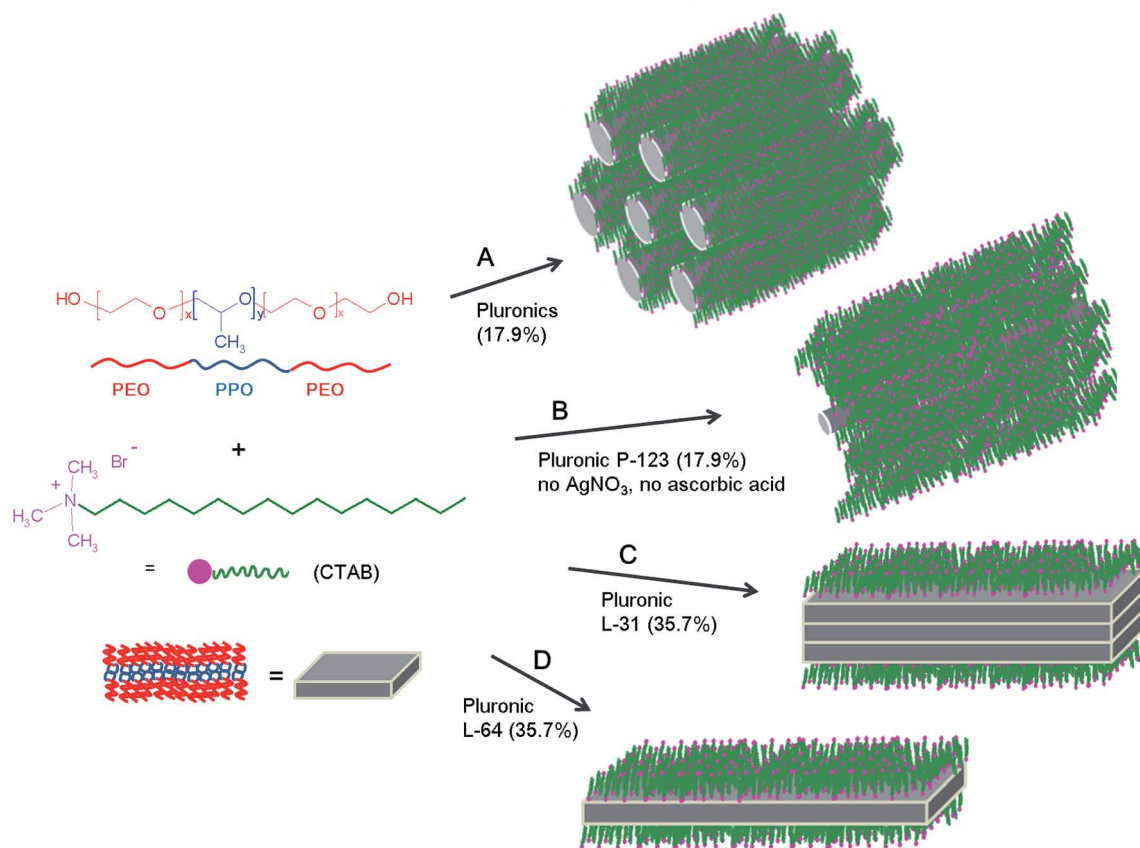 A
Pluronics
(17.9%)
HO [ O ]x [ O ]y [ O ]x OH
CH3
PEO PPO PEO
B
Pluronic P-123 (17.9%)
no AgNO3, no ascorbic acid
+
Br -
CH3
+
H3C N
CH3
= (CTAB)
C
Pluronic
L-31 (35.7%)
=
D
Pluronic
L-64 (35.7%)